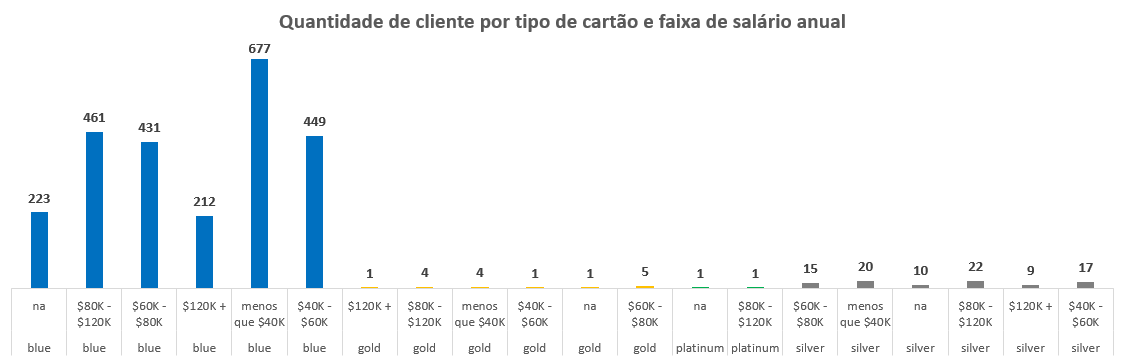 Quantidade de cliente por tipo de cartão e faixa de salário anual
677
461
431
449
223
212
1
4
4
1
1
5
1
1
15
20
10
22
9
17
na
$80K -
$120K
$60K -
$80K
$120K +
menos
que $40K
$40K -
$60K
$120K +
$80K -
$120K
menos
que $40K
$40K -
$60K
na
$60K -
$80K
na
$80K -
$120K
$60K -
$80K
menos
que $40K
na
$80K -
$120K
$120K +
$40K -
$60K
blue
blue
blue
blue
blue
blue
gold
gold
gold
gold
gold
gold
platinum
platinum
silver
silver
silver
silver
silver
silver